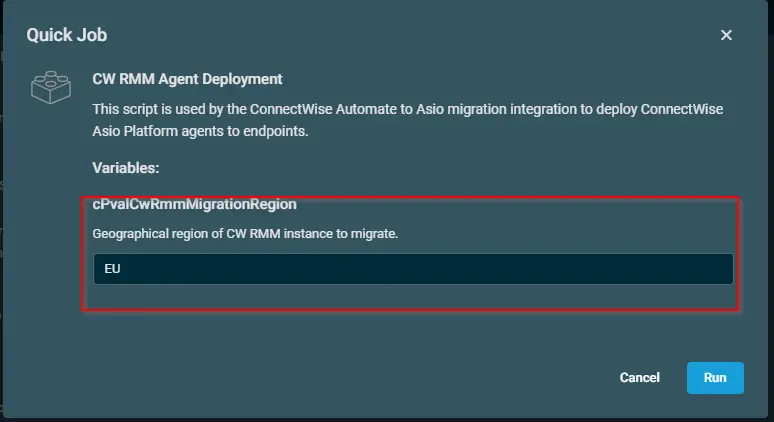 Quick Job
CW RMM Agent Deployment
This script is used by the ConnectWise Automate to Asio migration integration to deploy ConnectWise
Asio Platform agents to endpoints.
Variables:
cPvalCwRmmMigrationRegion
Geographical region of CW RMM instance to migrate.
EU
Cancel
Run